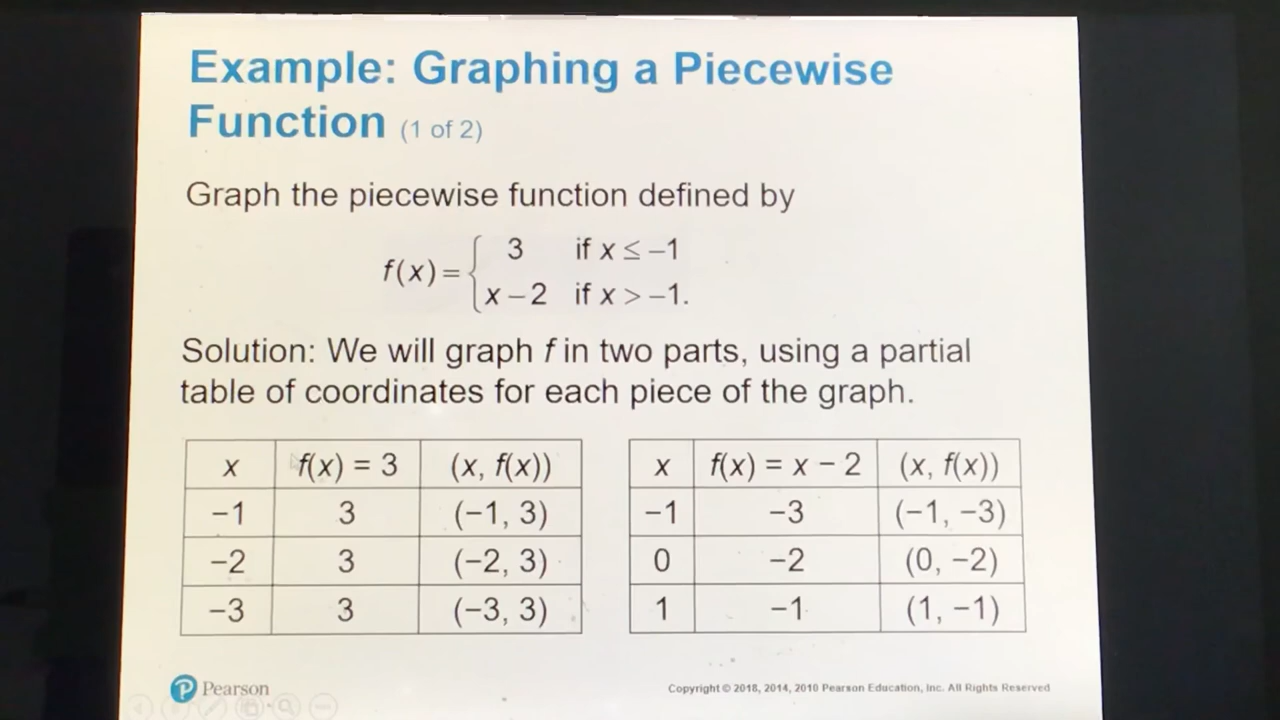 Example: Graphing a Piecewise
Function (1 of 2)
Graph the piecewise function defined by
f(x) = { 3 if x ≤ −1
x − 2 if x > −1.
Solution: We will graph f in two parts, using a partial
table of coordinates for each piece of the graph.
x f(x) = 3 (x, f(x))
−1 3 (−1, 3)
−2 3 (−2, 3)
−3 3 (−3, 3)
x f(x) = x − 2 (x, f(x))
−1 −3 (−1, −3)
0 −2 (0, −2)
1 −1 (1, −1)
P Pearson
Copyright © 2018, 2014, 2010 Pearson Education, Inc. All Rights Reserved